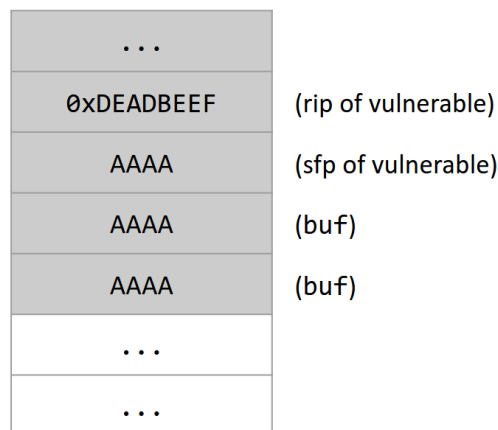 ...
0xDEADBEEF (rip of vulnerable)
AAAA (sfp of vulnerable)
AAAA (buf)
AAAA (buf)
...
...